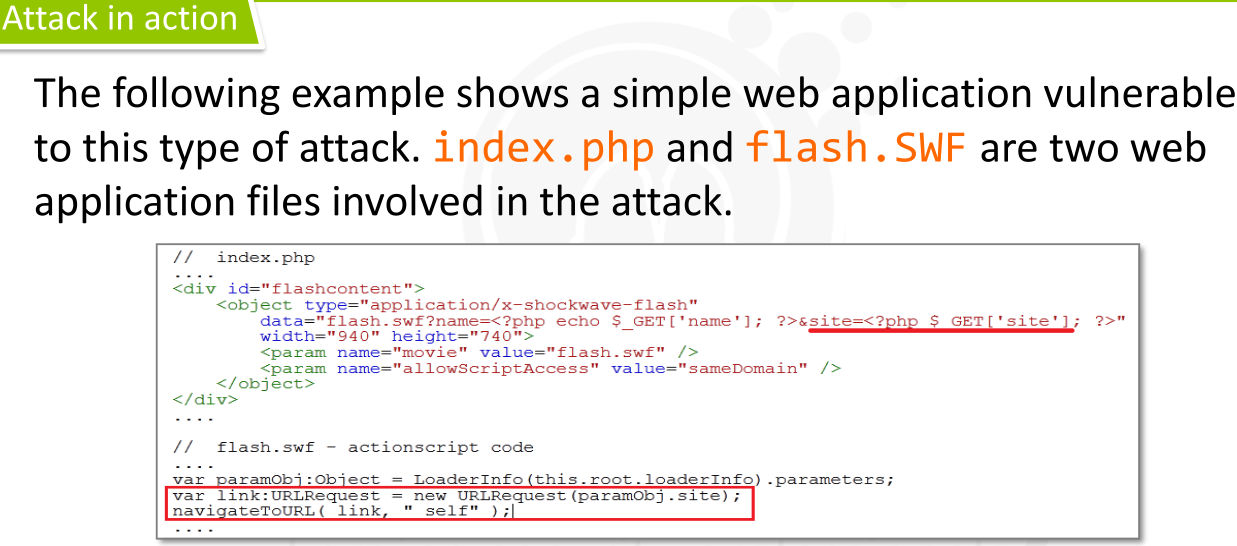 Attack in action
The following example shows a simple web application vulnerable
to this type of attack. index.php and flash.SWF are two web
application files involved in the attack.
//  index.php
....
<div id="flashcontent">
    <object type="application/x-shockwave-flash"
        data="flash.swf?name=<?php echo $_GET['name']; ?>&site=<?php $_GET['site']; ?>"
        width="940" height="740">
        <param name="movie" value="flash.swf" />
        <param name="allowScriptAccess" value="sameDomain" />
    </object>
</div>
....
//  flash.swf - actionscript code
....
var paramObj:Object = LoaderInfo(this.root.loaderInfo).parameters;
var link:URLRequest = new URLRequest(paramObj.site);
navigateToURL( link, "_self" );
....